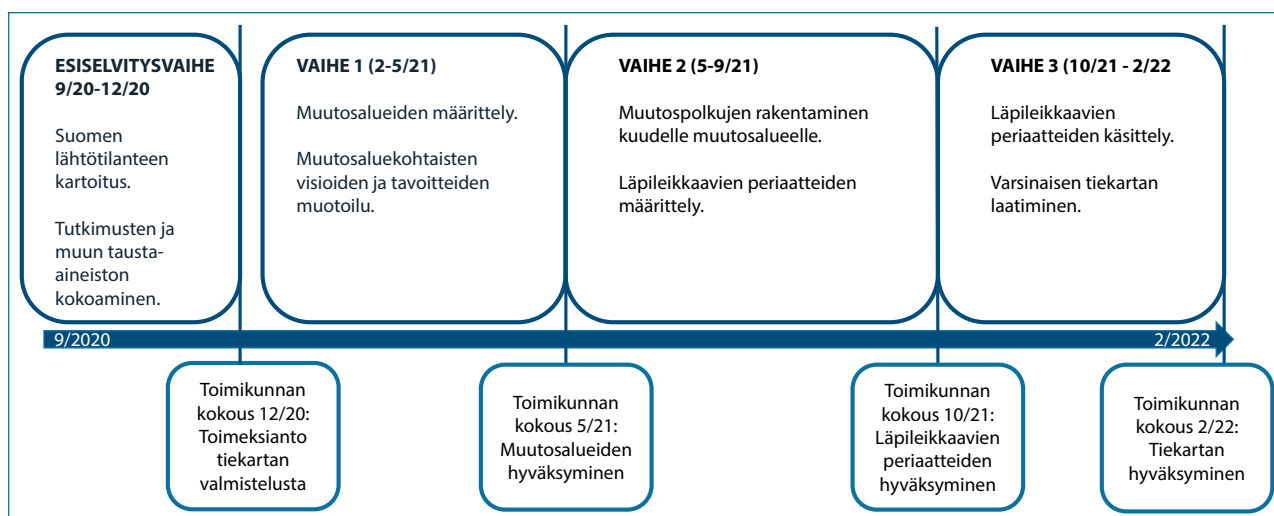 ESISELVITYSVAIHE
9/20-12/20
Suomen
lähtötilanteen
kartoitus.
Tutkimusten ja
muun tausta-
aineiston
kokoaminen.
VAIHE 1 (2-5/21)
Muutosalueiden määrittely.
Muutosaluekohtaisten
visioiden ja tavoitteiden
muotoilu.
VAIHE 2 (5-9/21)
Muutospolkujen rakentaminen
kuudelle muutosalueelle.
Läpileikkaavien periaatteiden
määrittely.
VAIHE 3 (10/21 - 2/22
Läpileikkaavien
periaatteiden käsittely.
Varsinaisen tiekartan
laatiminen.
9/2020
2/2022
Toimikunnan
kokous 12/20:
Toimeksianto
tiekartan
valmistelusta
Toimikunnan
kokous 5/21:
Muutosalueiden
hyväksyminen
Toimikunnan
kokous 10/21:
Läpileikkaavien
periaatteiden
hyväksyminen
Toimikunnan
kokous 2/22:
Tiekartan
hyväksyminen